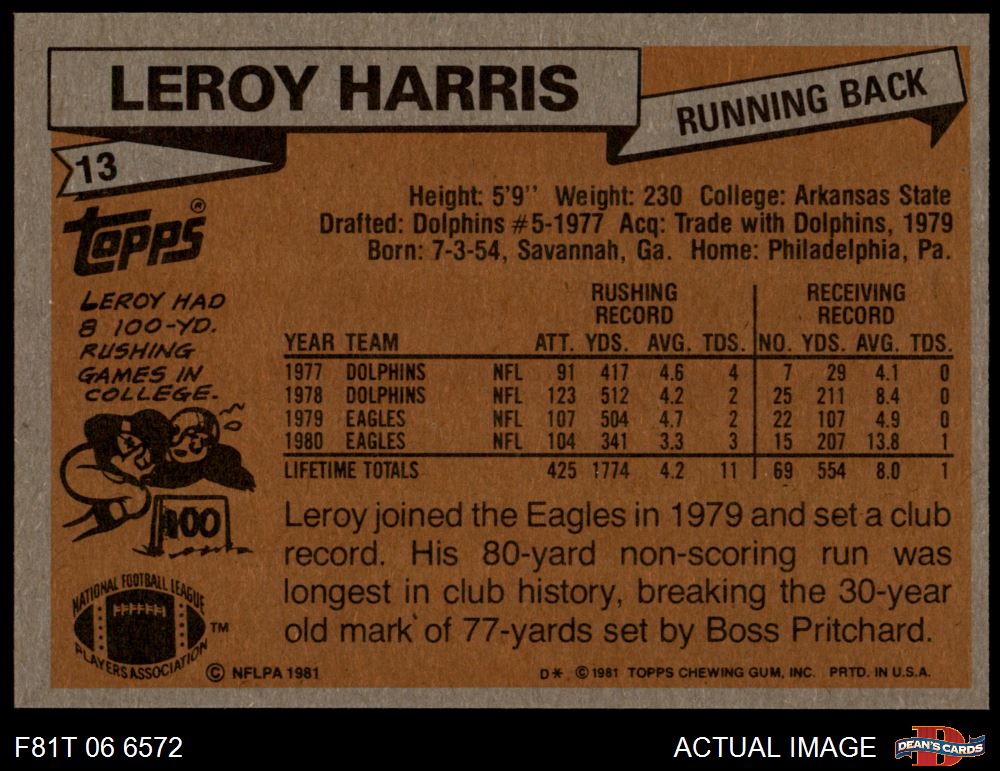 LEROY HARRIS
RUNNING BACK
13
topps®
Height: 5'9'' Weight: 230 College: Arkansas State
Drafted: Dolphins #5-1977 Acq: Trade with Dolphins, 1979
Born: 7-3-54, Savannah, Ga. Home: Philadelphia, Pa.
LEROY HAD
8 100-YD.
RUSHING
GAMES IN
COLLEGE.
100
RUSHING RECEIVING
RECORD RECORD
YEAR TEAM ATT. YDS. AVG. TDS. NO. YDS. AVG. TDS.
1977 DOLPHINS NFL 91 417 4.6 4 7 29 4.1 0
1978 DOLPHINS NFL 123 512 4.2 2 25 211 8.4 0
1979 EAGLES NFL 107 504 4.7 2 22 107 4.9 0
1980 EAGLES NFL 104 341 3.3 3 15 207 13.8 1
LIFETIME TOTALS 425 1774 4.2 11 69 554 8.0 1
Leroy joined the Eagles in 1979 and set a club
record. His 80-yard non-scoring run was
longest in club history, breaking the 30-year
old mark of 77-yards set by Boss Pritchard.
NATIONAL FOOTBALL LEAGUE
PLAYERS ASSOCIATION
TM
© NFLPA 1981
D* © 1981 TOPPS CHEWING GUM, INC. PRTD. IN U.S.A.
F81T 06 6572
ACTUAL IMAGE
DEAN'S CARDS